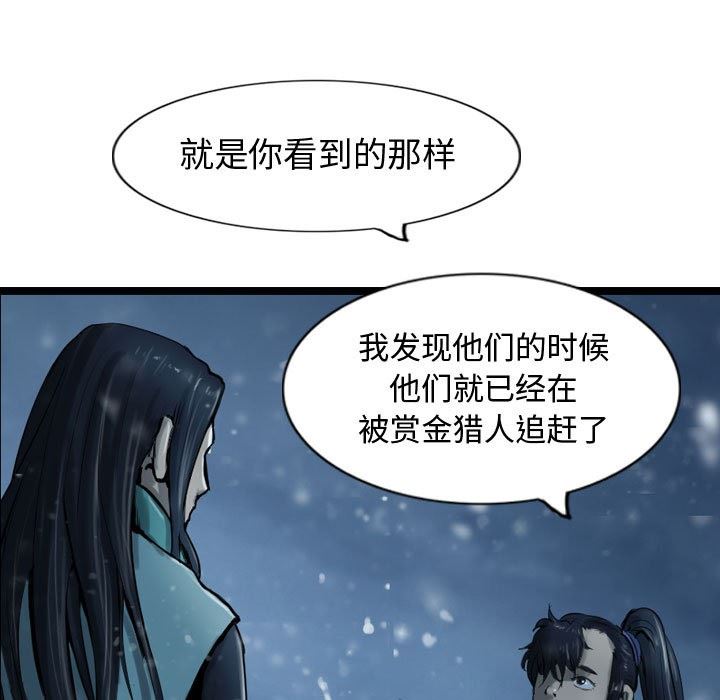 就是你看到的那样
我发现他们的时候
他们就已经在
被赏金猎人追赶了